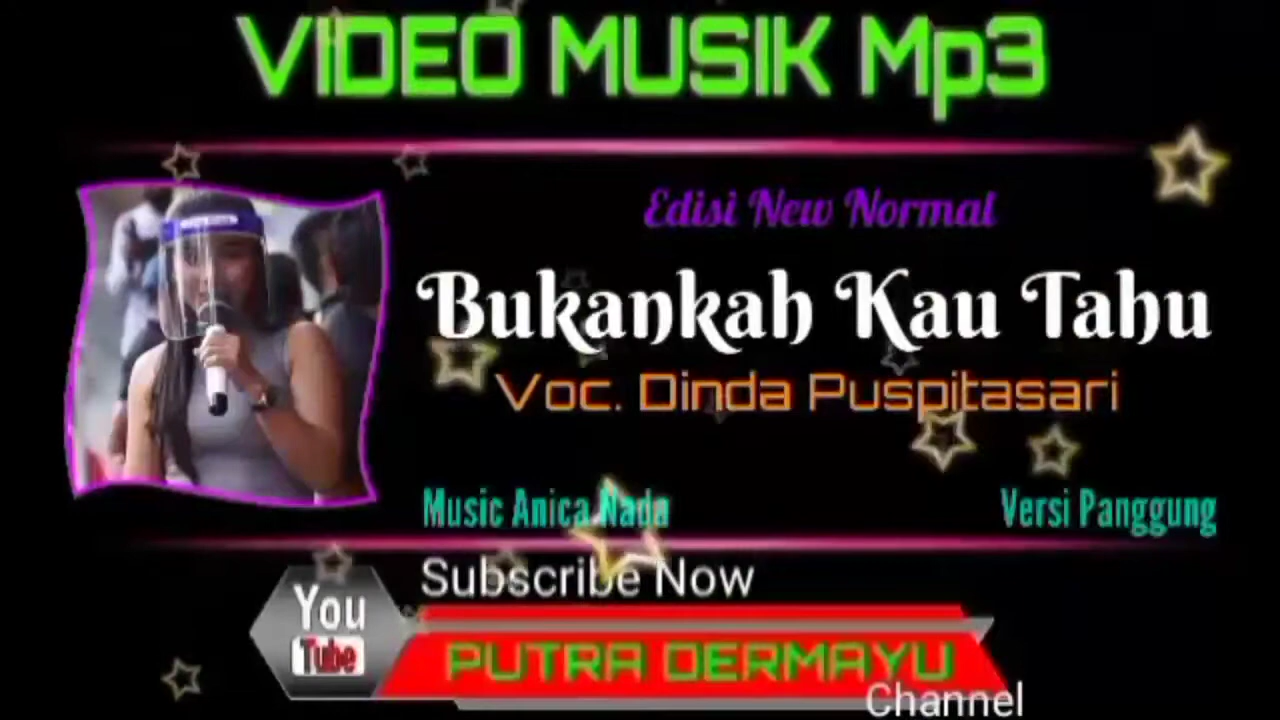 VIDEO MUSIK Mp3
Edisi New Normal
Bukankah Kau Tahu
Voc. Dinda Puspitasari
Music Anica Nada
Versi Panggung
Subscribe Now
You
Tube
PUTRA DERMAYU
Channel